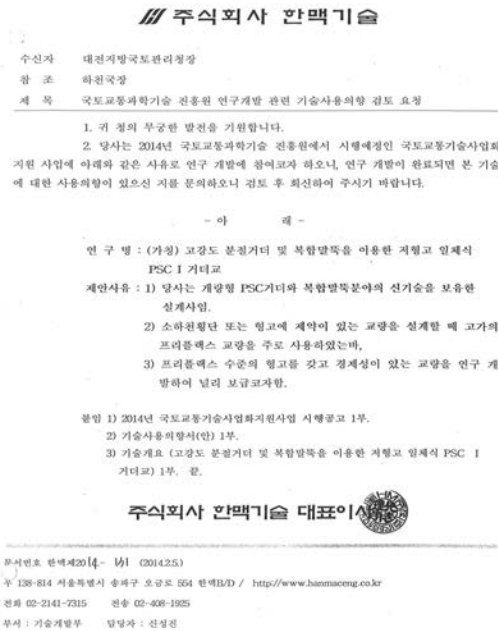 주식회사 한맥기술
수신자 대전지방국토관리청장
참 조 하천국장
제 목 국토교통과학기술 진흥원 연구개발 관련 기술사용의향 검토 요청
1. 귀 청의 무궁한 발전을 기원합니다.
2. 당사는 2014년 국토교통과학기술 진흥원에서 시행예정인 국토교통기술사업화
지원 사업에 아래와 같은 사유로 연구 개발에 참여코자 하오니, 연구 개발이 완료되면 본 기술
에 대한 사용의향이 있으신 지를 문의하오니 검토 후 회신하여 주시기 바랍니다.
- 아 래 -
연 구 명 : (가칭) 고강도 분절거더 및 복합말뚝을 이용한 저형고 일체식
PSC I 거더교
제안사유 : 1) 당사는 개량형 PSC거더와 복합말뚝분야의 신기술을 보유한
설계사임.
2) 소하천횡단 또는 형고에 제약이 있는 교량을 설계할 때 고가의
프리플렉스 교량을 주로 사용하였는바,
3) 프리플렉스 수준의 형고를 갖고 경제성이 있는 교량을 연구 개
발하여 널리 보급코자함.
붙임 1) 2014년 국토교통기술사업화지원사업 시행공고 1부.
2) 기술사용의향서(안) 1부.
3) 기술개요 (고강도 분절거더 및 복합말뚝을 이용한 저형고 일체식 PSC I
거더교) 1부. 끝.
주식회사 한맥기술 대표이사
문서번호 한맥제2014.- (2014.2.5.)
우 138-814 서울특별시 송파구 오금로 554 한맥B/D / http://www.hanmaceng.co.kr
전화 02-2141-7315 전송 02-408-1925
부서 : 기술개발부 담당자 : 신성진